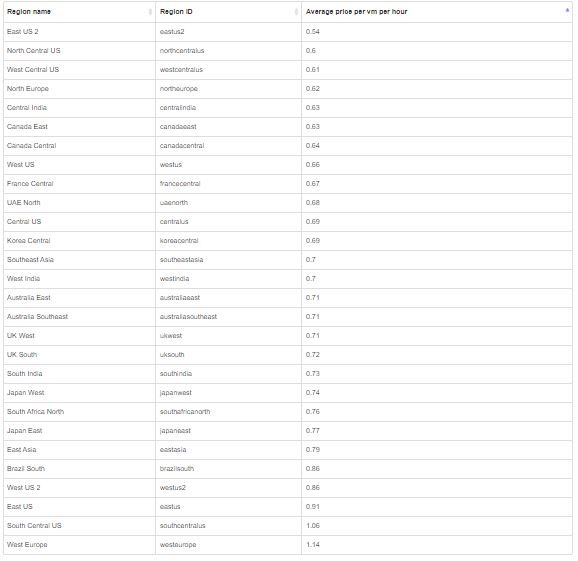 Region name Region ID Average price per vm per hour
East US 2 eastus2 0.54
North Central US northcentralus 0.6
West Central US westcentralus 0.61
North Europe northeurope 0.62
Central India centralindia 0.63
Canada East canadaeast 0.63
Canada Central canadacentral 0.64
West US westus 0.66
France Central francecentral 0.67
UAE North uaenorth 0.68
Central US centralus 0.69
Korea Central koreacentral 0.69
Southeast Asia southeastasia 0.7
West India westindia 0.7
Australia East australiaeast 0.71
Australia Southeast australiasoutheast 0.71
UK West ukwest 0.71
UK South uksouth 0.72
South India southindia 0.73
Japan West japanwest 0.74
South Africa North southafricanorth 0.76
Japan East japaneast 0.77
East Asia eastasia 0.79
Brazil South brazilsouth 0.86
West US 2 westus2 0.86
East US eastus 0.91
South Central US southcentralus 1.06
West Europe westeurope 1.14